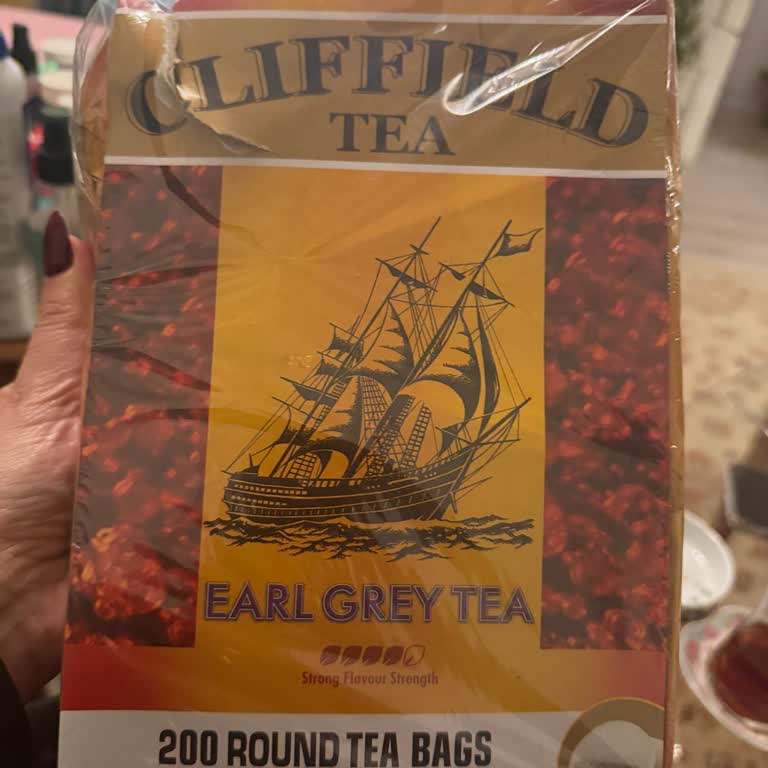 CLIFFIELD
TEA
EARL GREY TEA
Strong Flavour Strength
200 ROUND TEA BAGS